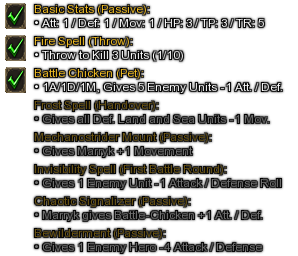 Basic Stats (Passive):
• Att: 1 / Def: 1 / Mov: 1 / HP: 3 / TP: 3 / TR: 5
Fire Spell (Throw):
• Throw to Kill 3 Units (1/10)
Battle Chicken (Pet):
• 1A/1D/1M, Gives 5 Enemy Units -1 Att. / Def.
Frost Spell (Handover):
• Gives all Def. Land and Sea Units -1 Mov.
Mechanostrider Mount (Passive):
• Gives Marryk +1 Movement
Invisibility Spell (First Battle Round):
• Gives 1 Enemy Unit -1 Attack / Defense Roll
Chaotic Signalizer (Passive):
• Marryk gives Battle-Chicken +1 Att. / Def.
Bewilderment (Passive):
• Gives 1 Enemy Hero -4 Attack / Defense